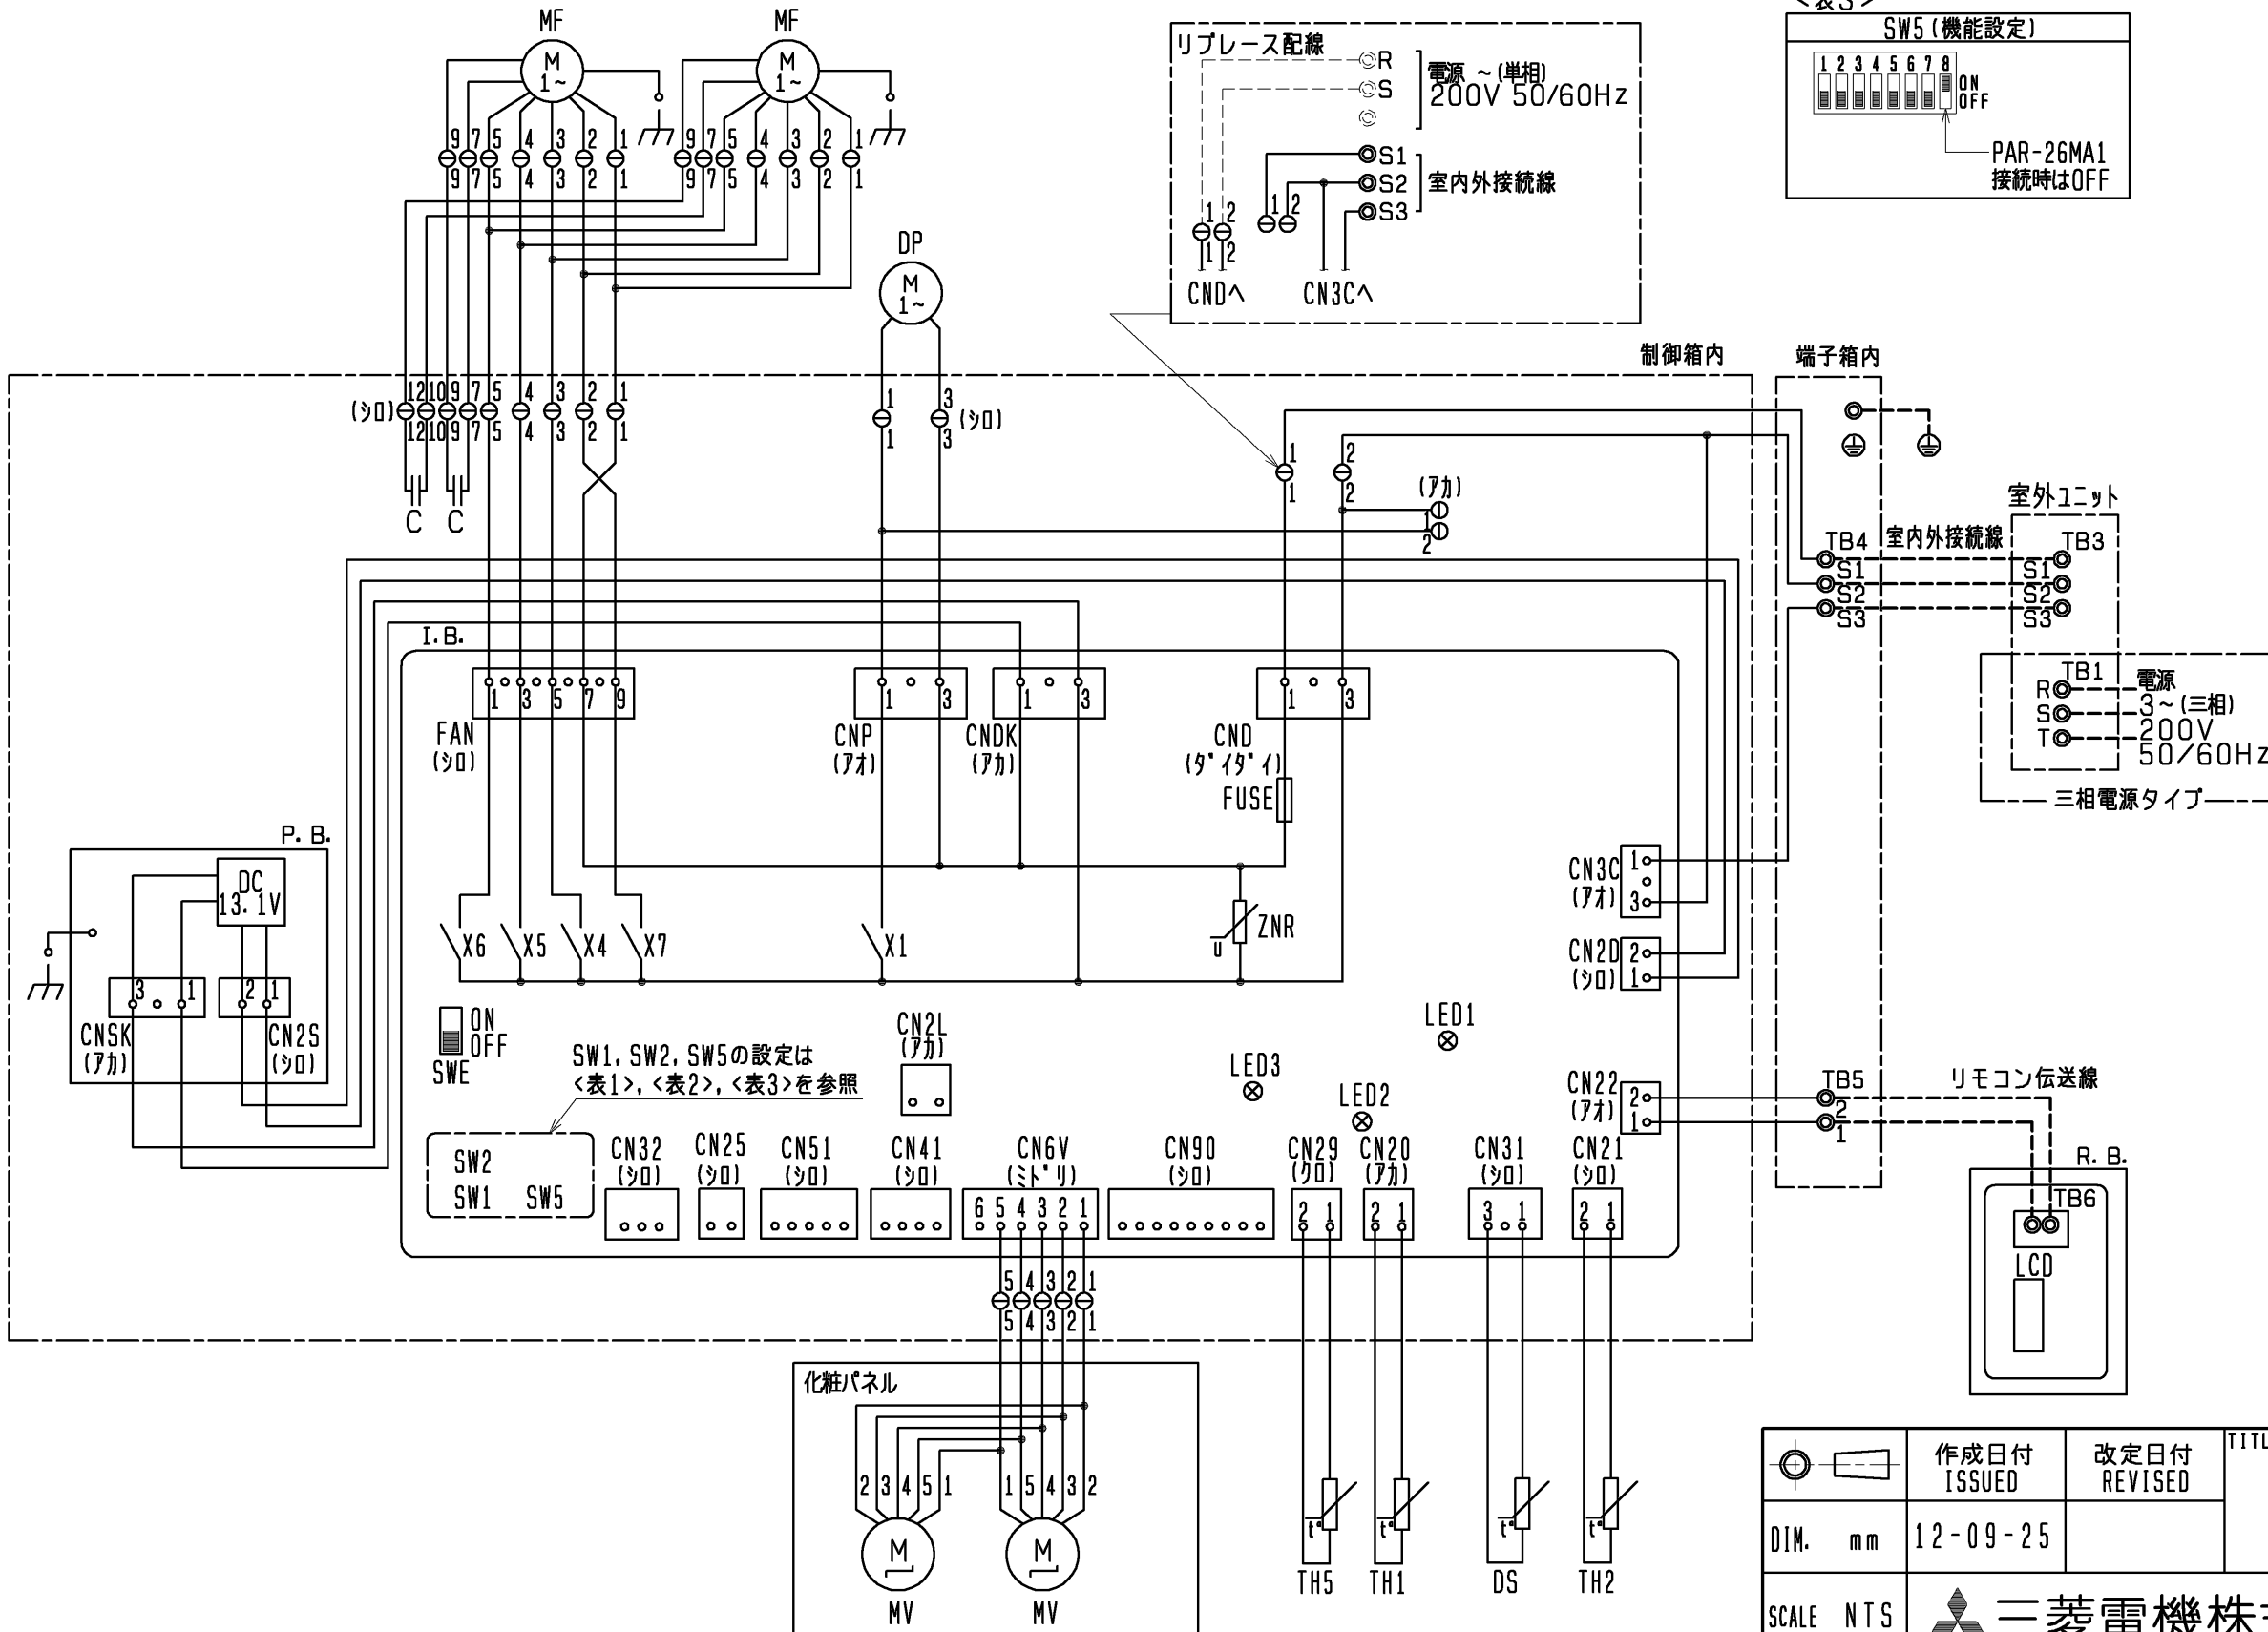 <表3>
SW5(機能設定)
1 2 3 4 5 6 7 8
ON
OFF
PAR-26MA1
接続時はOFF
MF
M
1~
MF
M
1~
9 7 5 4 3 2 1
9 7 5 4 3 2 1
9 7 5 4 3 2 1
9 7 5 4 3 2 1
リプレース配線
R
S
電源 ~(単相)
200V 50/60Hz
S1
S2
S3
室内外接続線
1 2
1 2
1 2
CNDへ
CN3Cへ
DP
M
1~
制御箱内
端子箱内
(シロ)
12 10 9 7 5 4 3 2 1
12 10 9 7 5 4 3 2 1
1 3
1 3
(シロ)
C C
1 2
1 2
(アカ)
1
2
室外ユニット
TB4
室内外接続線
TB3
S1
S2
S3
S1
S2
S3
TB1
R
S
T
電源
3~(三相)
200V
50/60Hz
三相電源タイプ
I.B.
1 3 5 7 9
FAN
(シロ)
1 3
CNP
(アオ)
1 3
CNDK
(アカ)
1 3
CND
(ダイダイ)
FUSE
P.B.
DC
13.1V
3 1
2 1
CNSK
(アカ)
CN2S
(シロ)
X6 X5 X4 X7 X1
u
ZNR
CN3C
(アオ)
1
3
CN2D
(シロ)
2
1
ON
OFF
SWE
SW1,SW2,SW5の設定は
<表1>,<表2>,<表3>を参照
CN2L
(アカ)
LED1
LED3
LED2
CN22
(アオ)
2
1
TB5
2
1
リモコン伝送線
R.B.
TB6
LCD
SW2
SW1 SW5
CN32
(シロ)
CN25
(シロ)
CN51
(シロ)
CN41
(シロ)
CN6V
(ミドリ)
6 5 4 3 2 1
CN90
(シロ)
CN29
(クロ)
2 1
CN20
(アカ)
2 1
CN31
(シロ)
3 1
CN21
(シロ)
2 1
5 4 3 2 1
5 4 3 2 1
化粧パネル
2 3 4 5 1
1 5 4 3 2
M
MV
M
MV
t°
TH5
t°
TH1
t°
DS
t°
TH2
作成日付
ISSUED
改定日付
REVISED
DIM. mm
12-09-25
SCALE NTS
三菱電機株